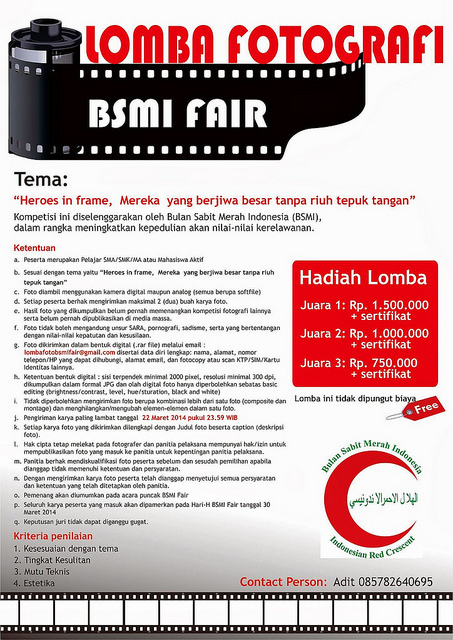 LOMBA FOTOGRAFI
BSMI FAIR
Tema:
“Heroes in frame, Mereka yang berjiwa besar tanpa riuh tepuk tangan”
Kompetisi ini diselenggarakan oleh Bulan Sabit Merah Indonesia (BSMI),
dalam rangka meningkatkan kepedulian akan nilai-nilai kerelawanan.
Ketentuan
a. Peserta merupakan Pelajar SMA/SMK/MA atau Mahasiswa Aktif
b. Sesuai dengan tema yaitu “Heroes in frame, Mereka yang berjiwa besar tanpa riuh
tepuk tangan”
c. Foto diambil menggunakan kamera digital maupun analog (semua berupa softfile)
d. Setiap peserta berhak mengirimkan maksimal 2 (dua) buah karya foto.
e. Hasil foto yang dikumpulkan belum pernah memenangkan kompetisi fotografi lainnya
serta belum pernah dipublikasikan di media massa.
f. Foto tidak boleh mengandung unsur SARA, pornografi, sadisme, serta yang bertentangan
dengan nilai-nilai kepatutan dan kesusilaan.
g. Foto dikirimkan dalam bentuk digital (.rar file) melalui email :
lombafotobsmifair@gmail.com disertai data diri lengkap: nama, alamat, nomor
telepon/HP yang dapat dihubungi, alamat email, dan fotocopy atau scan KTP/SIM/Kartu
Identitas lainnya.
h. Ketentuan bentuk digital : sisi terpendek minimal 2000 pixel, resolusi minimal 300 dpi,
dikumpulkan dalam format JPG dan olah digital foto hanya diperbolehkan sebatas basic
editing (brightness/contrast, level, hue/sturation, black and white)
i. Tidak diperbolehkan mengirimkan foto berupa kombinasi lebih dari satu foto (composite dan
montage) dan menghilangkan/mengubah elemen-elemen dalam satu foto.
j. Pengiriman karya paling lambat tanggal 22 Maret 2014 pukul 23.59 WIB
k. Setiap karya foto yang dikirimkan dilengkapi dengan Judul foto beserta caption (deskripsi
foto).
l. Hak cipta tetap melekat pada fotografer dan panitia pelaksana mempunyai hak/izin untuk
mempublikasikan foto yang masuk ke panitia untuk kepentingan panitia pelaksana.
m. Panitia berhak mendiskualifikasi foto peserta sebelum dan sesudah pemilihan apabila
dianggap tidak memenuhi ketentuan dan persyaratan.
n. Dengan mengirimkan karya foto peserta telah dianggap menyetujui semua persyaratan
dan ketentuan yang telah ditetapkan oleh panitia.
o. Pemenang akan diumumkan pada acara puncak BSMI Fair
p. Seluruh karya peserta yang masuk akan dipamerkan pada Hari-H BSMI Fair tanggal 30
Maret 2014
q. Keputusan juri tidak dapat diganggu gugat.
Kriteria penilaian
1. Kesesuaian dengan tema
2. Tingkat Kesulitan
3. Mutu Teknis
4. Estetika
Hadiah Lomba
Juara 1: Rp. 1.500.000
+ sertifikat
Juara 2: Rp. 1.000.000
+ sertifikat
Juara 3: Rp. 750.000
+ sertifikat
Lomba ini tidak dipungut biaya
Free
Bulan Sabit Merah Indonesia
الهلال الاحمر الاندونيسي
Indonesian Red Crescent
Contact Person: Adit 085782640695